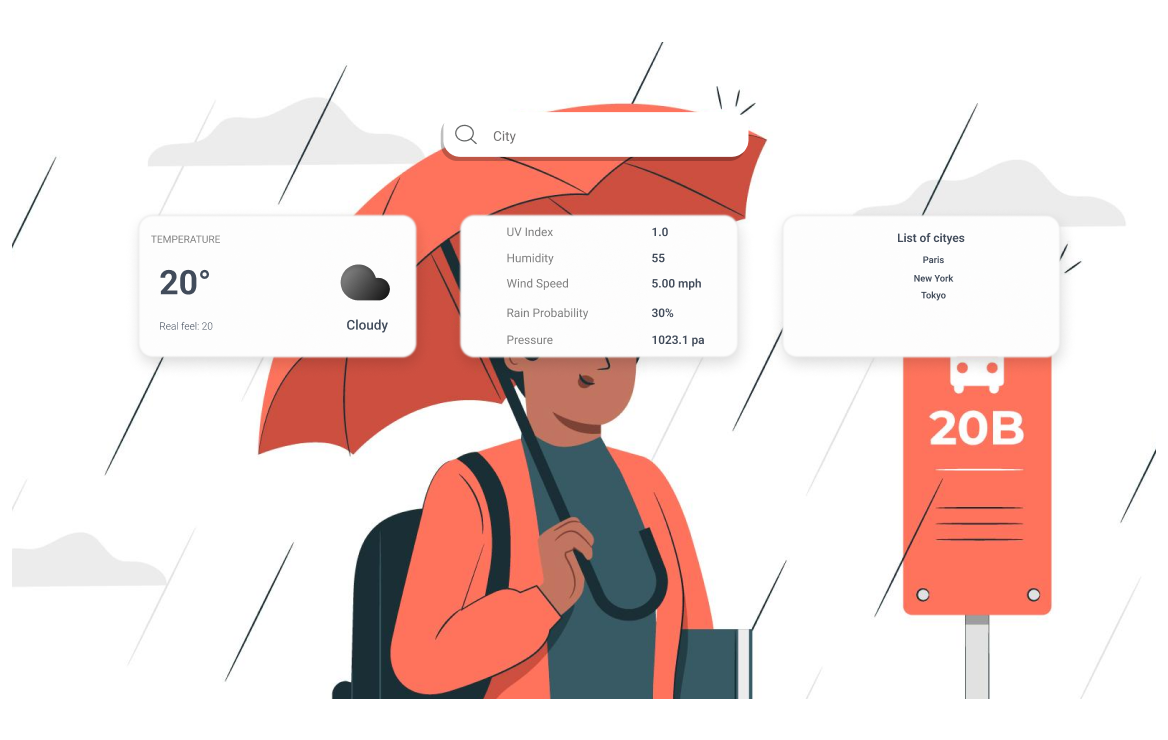 City
TEMPERATURE
20°
Real feel: 20
Cloudy
UV Index 1.0
Humidity 55
Wind Speed 5.00 mph
Rain Probability 30%
Pressure 1023.1 pa
List of cityes
Paris
New York
Tokyo
20B